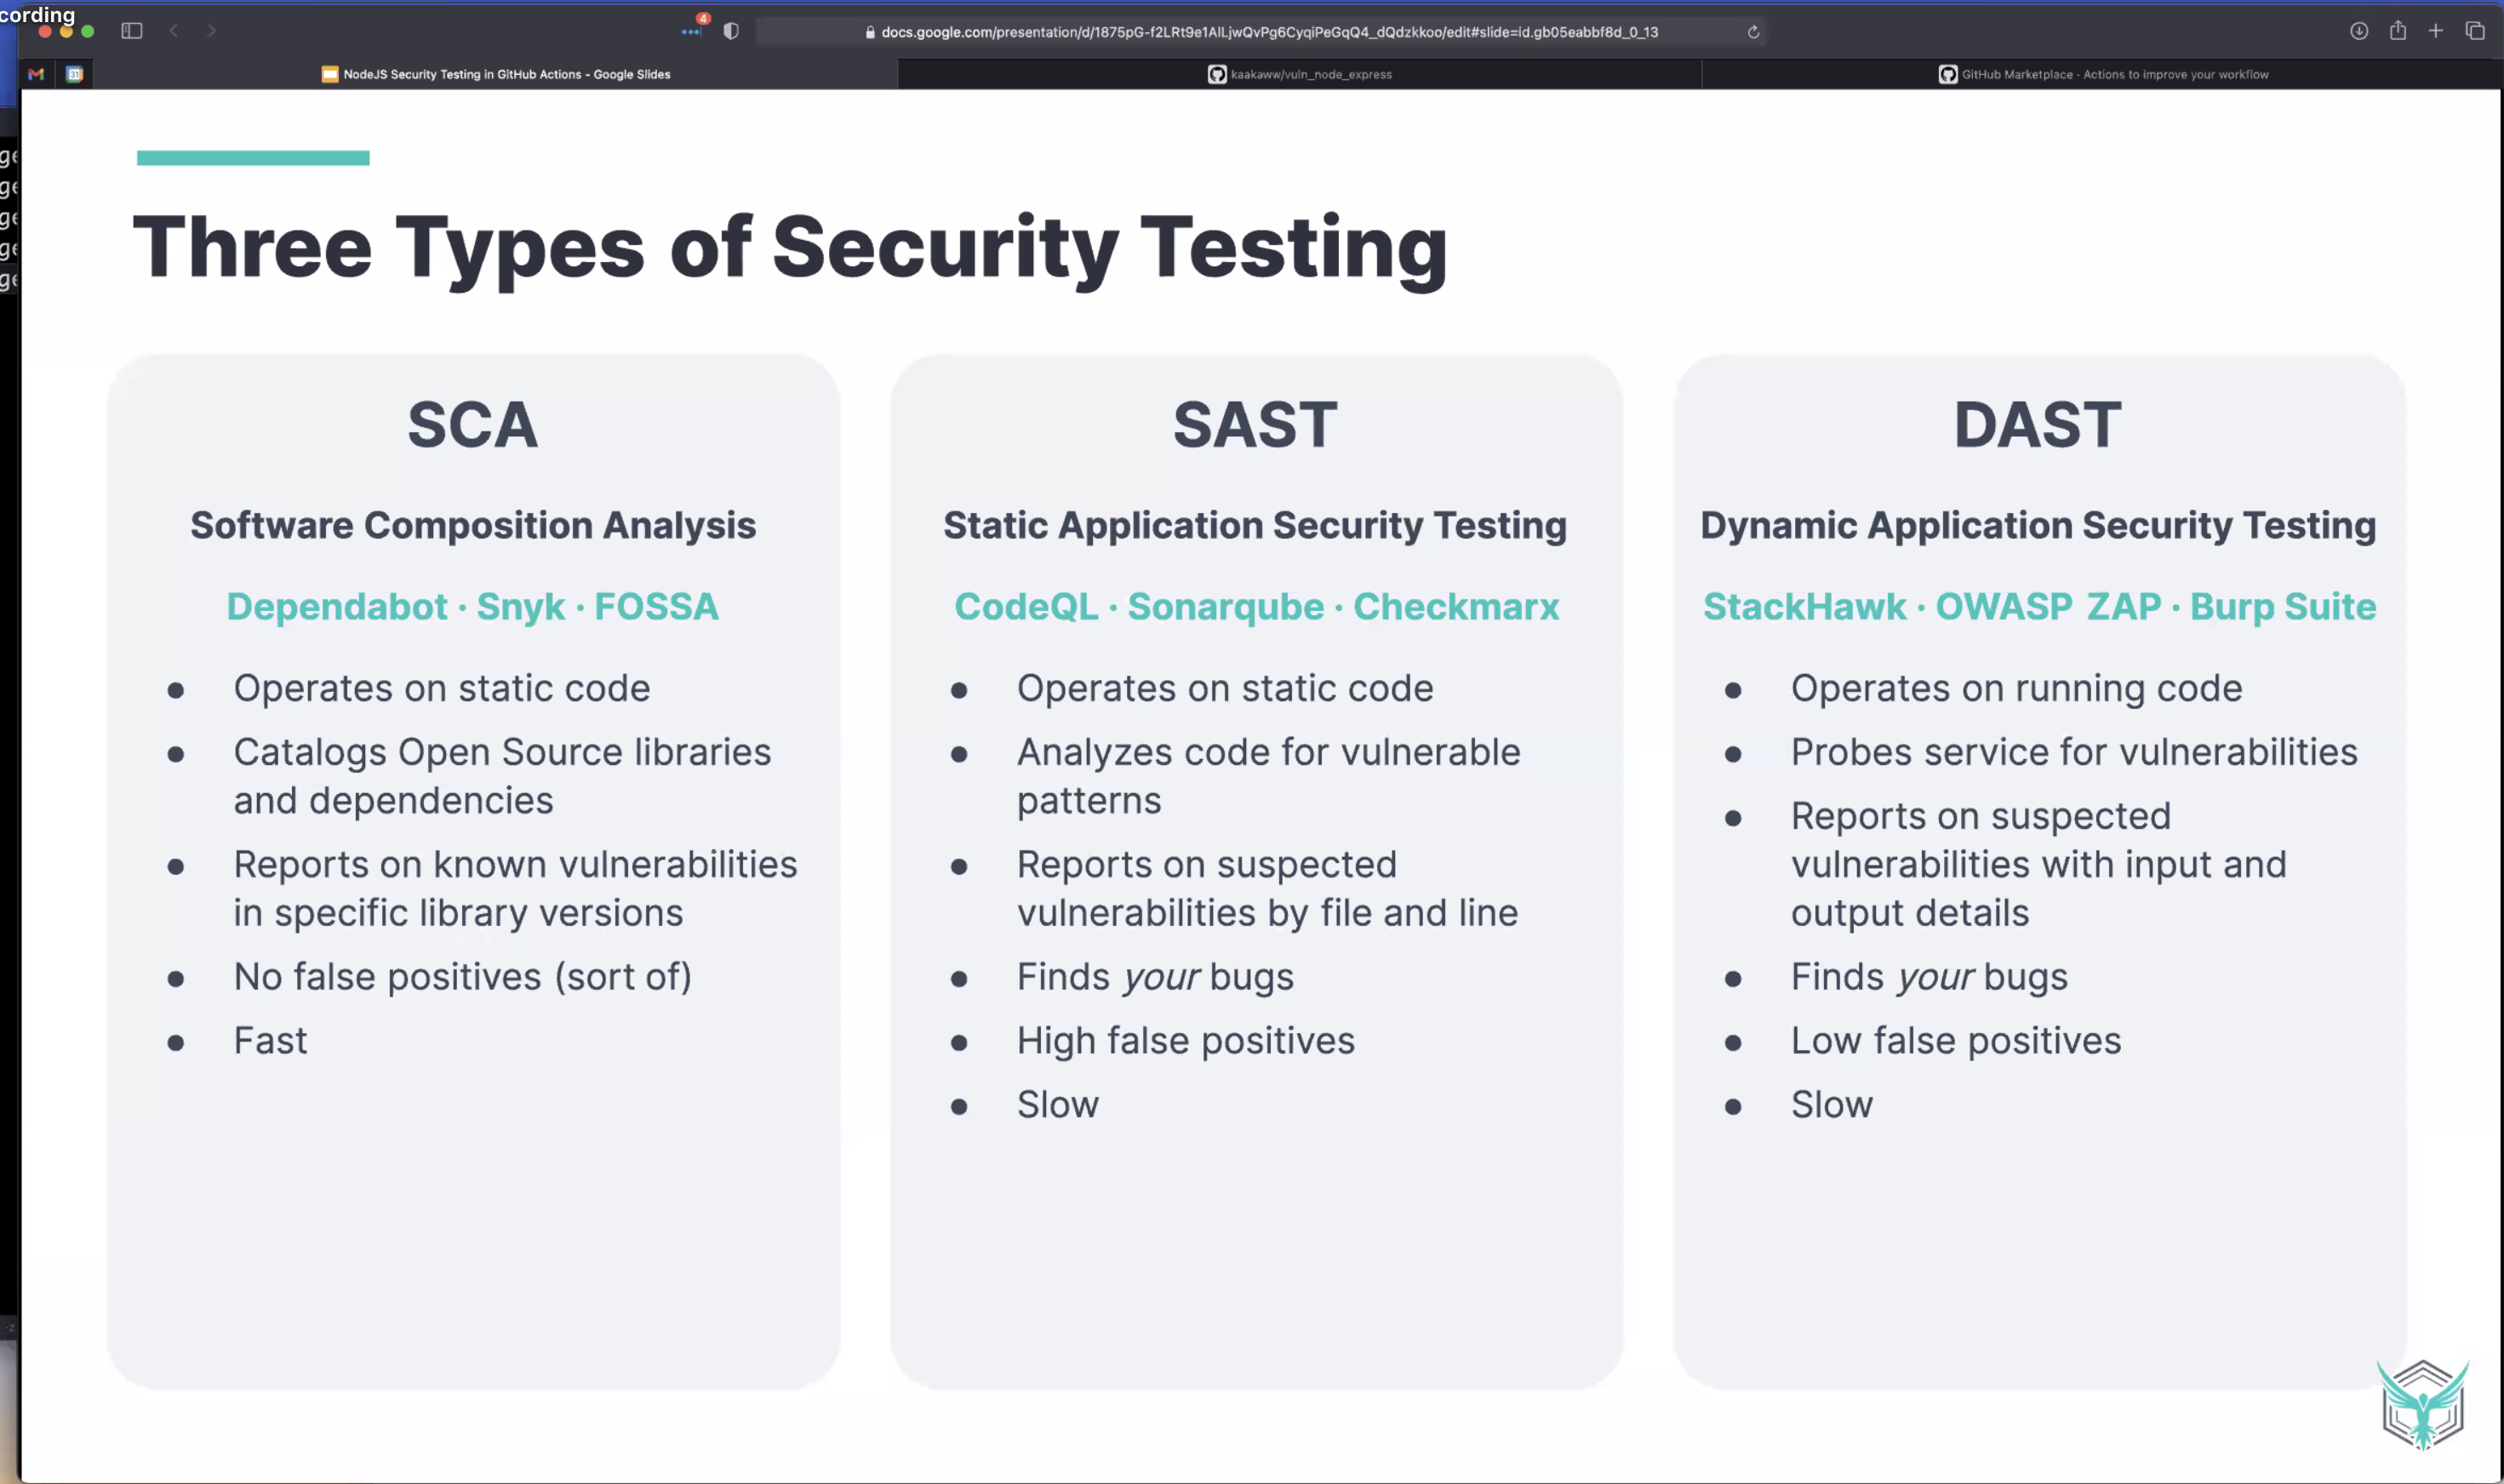 cording
4
docs.google.com/presentation/d/1875pG-f2LRt9e1AlLjwQvPg6CyqiPeGqQ4_dQdzkkoo/edit#slide=id.gb05eabbf8d_0_13
31
NodeJS Security Testing in GitHub Actions - Google Slides
kaakaww/vuln_node_express
GitHub Marketplace · Actions to improve your workflow
ge
ge
ge
ge
ge
Three Types of Security Testing
SCA
Software Composition Analysis
Dependabot · Snyk · FOSSA
● Operates on static code
● Catalogs Open Source libraries
and dependencies
● Reports on known vulnerabilities
in specific library versions
● No false positives (sort of)
● Fast
SAST
Static Application Security Testing
CodeQL · Sonarqube · Checkmarx
● Operates on static code
● Analyzes code for vulnerable
patterns
● Reports on suspected
vulnerabilities by file and line
● Finds your bugs
● High false positives
● Slow
DAST
Dynamic Application Security Testing
StackHawk · OWASP ZAP · Burp Suite
● Operates on running code
● Probes service for vulnerabilities
● Reports on suspected
vulnerabilities with input and
output details
● Finds your bugs
● Low false positives
● Slow